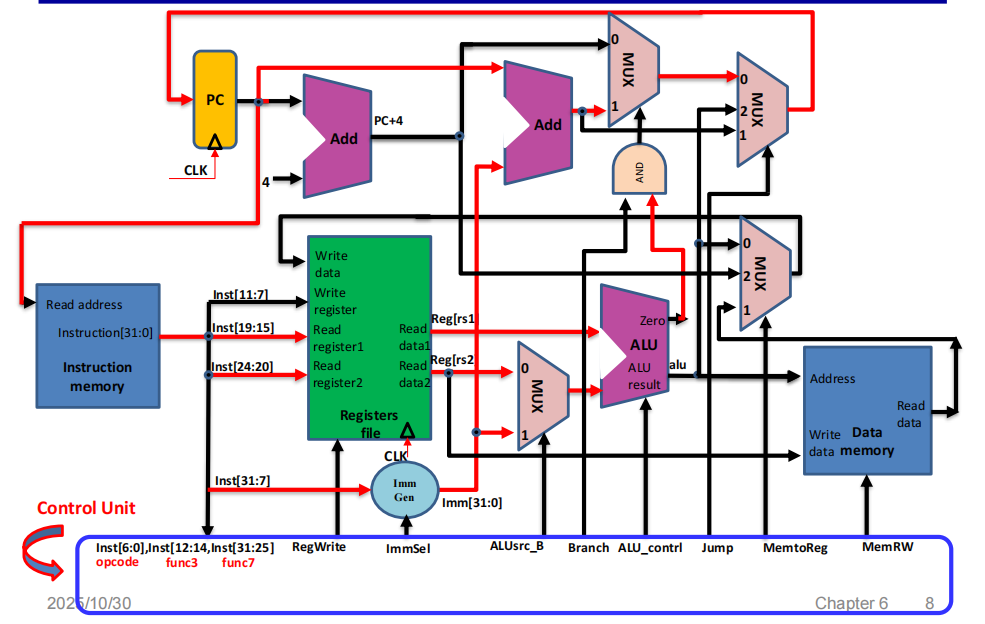 0
MUX
1
PC
CLK
Add
PC+4
4
Add
0
2
1
MUX
AND
Write
data
Write
register
Read
register1
Read
register2
Read
data1
Read
data2
Registers
file
CLK
Read address
Instruction[31:0]
Instruction
memory
Inst[11:7]
Inst[19:15]
Inst[24:20]
Inst[31:7]
Reg[rs1
Reg[rs2
0
MUX
1
Zero
ALU
ALU
result
alu
0
2
1
MUX
Address
Read
data
Write
data
Data
memory
Imm
Gen
Imm[31:0]
Control Unit
Inst[6:0],Inst[12:14,Inst[31:25]
opcode
func3
func7
RegWrite
ImmSel
ALUsrc_B
Branch
ALU_contrl
Jump
MemtoReg
MemRW
2025/10/30
Chapter 6
8